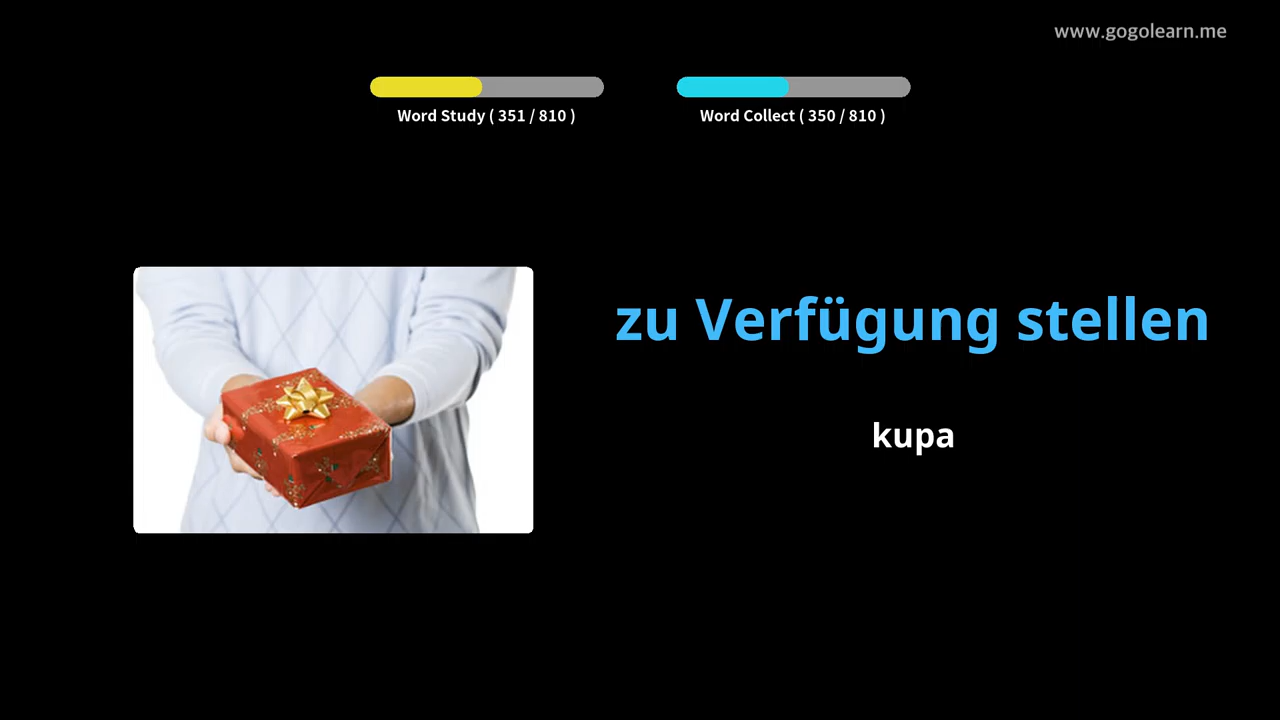 www.gogolearn.me
Word Study ( 351 / 810 )
Word Collect ( 350 / 810 )
zu Verfügung stellen
kupa